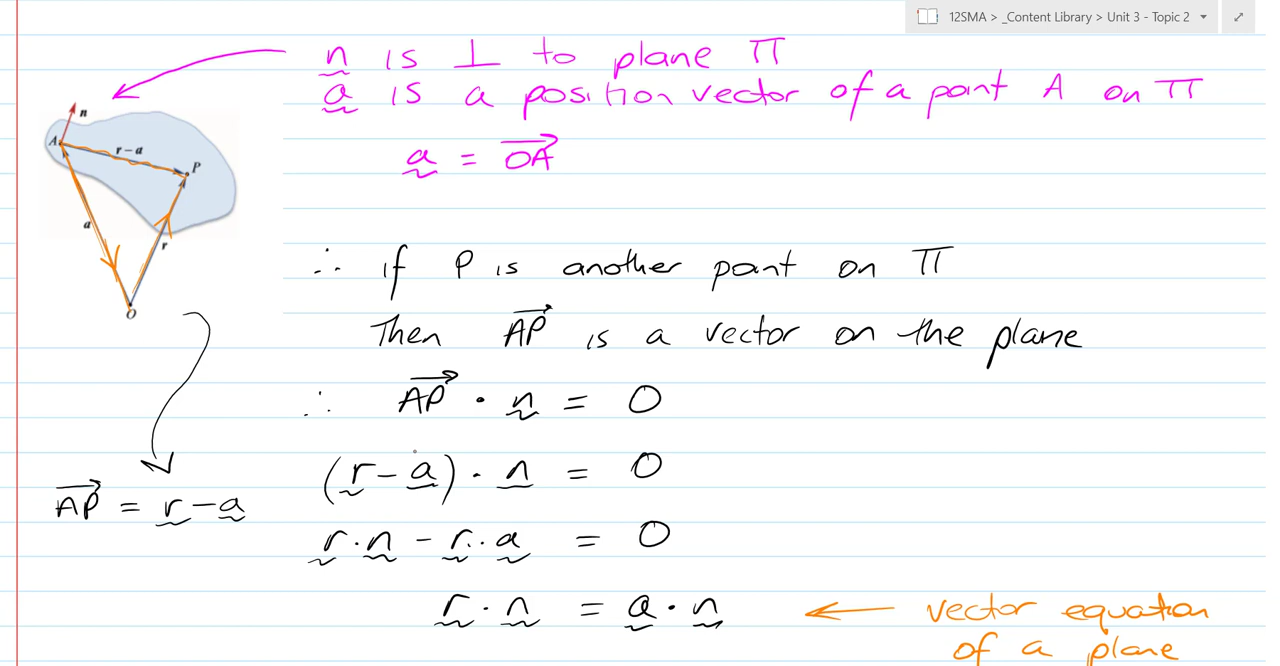 12SMA > _Content Library > Unit 3 - Topic 2
n is ⊥ to plane π
a is a position vector of a point A on π
a = OA
n
A
r – a
P
a
r
O
∴ if P is another point on π
Then AP is a vector on the plane
∴ AP · n = 0
(r - a) · n = 0
AP = r - a
r · n - r · a = 0
r · n = a · n ← vector equation
of a plane